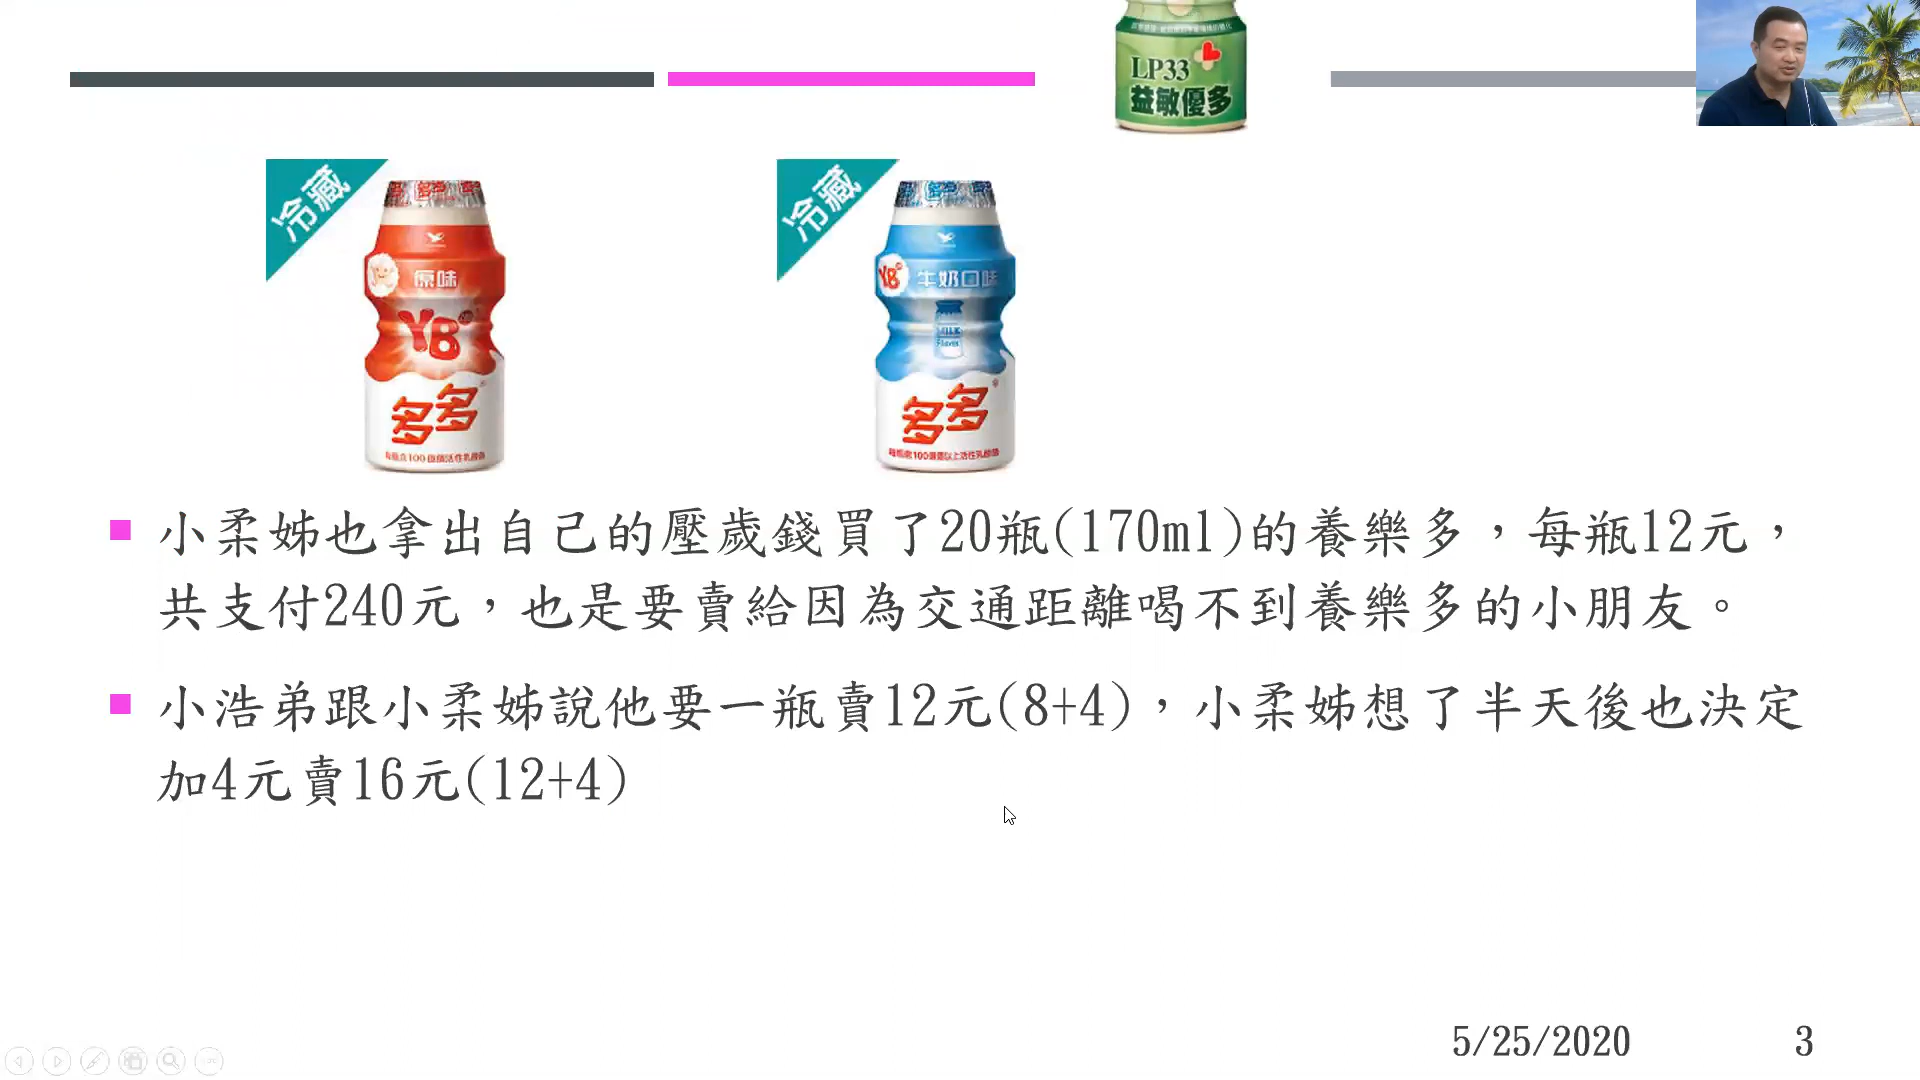 LP33
益敏優多
冷藏
冷藏
原味
YB
牛奶口味
YB
MILK
Flavor
多多
多多
小柔姊也拿出自己的壓歲錢買了20瓶(170ml)的養樂多，每瓶12元，
共支付240元，也是要賣給因為交通距離喝不到養樂多的小朋友。
小浩弟跟小柔姊說他要一瓶賣12元(8+4)，小柔姊想了半天後也決定
加4元賣16元(12+4)
5/25/2020
3